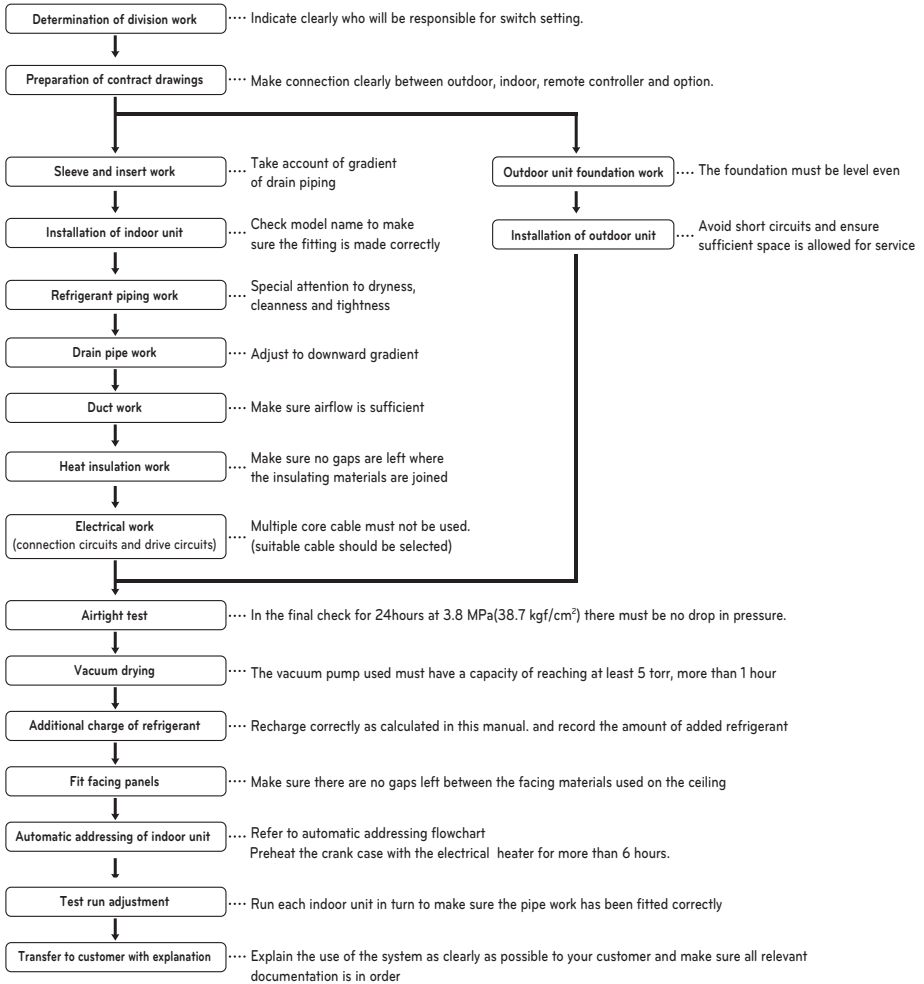 Determination of division work
···· Indicate clearly who will be responsible for switch setting.
Preparation of contract drawings
···· Make connection clearly between outdoor, indoor, remote controller and option.
Sleeve and insert work
···· Take account of gradient
of drain piping
Outdoor unit foundation work
···· The foundation must be level even
Installation of indoor unit
···· Check model name to make
sure the fitting is made correctly
Installation of outdoor unit
···· Avoid short circuits and ensure
sufficient space is allowed for service
Refrigerant piping work
···· Special attention to dryness,
cleanness and tightness
Drain pipe work
···· Adjust to downward gradient
Duct work
···· Make sure airflow is sufficient
Heat insulation work
···· Make sure no gaps are left where
the insulating materials are joined
Electrical work
(connection circuits and drive circuits)
···· Multiple core cable must not be used.
(suitable cable should be selected)
Airtight test
···· In the final check for 24hours at 3.8 MPa(38.7 kgf/cm²) there must be no drop in pressure.
Vacuum drying
···· The vacuum pump used must have a capacity of reaching at least 5 torr, more than 1 hour
Additional charge of refrigerant
···· Recharge correctly as calculated in this manual. and record the amount of added refrigerant
Fit facing panels
···· Make sure there are no gaps left between the facing materials used on the ceiling
Automatic addressing of indoor unit
···· Refer to automatic addressing flowchart
Preheat the crank case with the electrical heater for more than 6 hours.
Test run adjustment
···· Run each indoor unit in turn to make sure the pipe work has been fitted correctly
Transfer to customer with explanation
···· Explain the use of the system as clearly as possible to your customer and make sure all relevant
documentation is in order